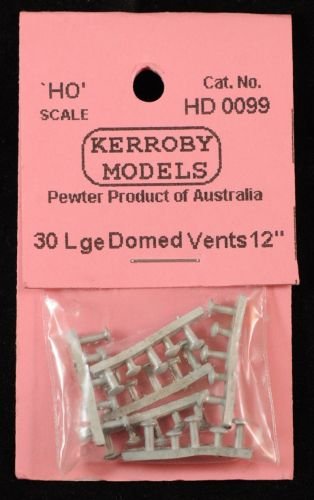 `HO'
SCALE
Cat. No.
HD 0099
KERROBY
MODELS
Pewter Product of Australia
30 Lge Domed Vents 12"